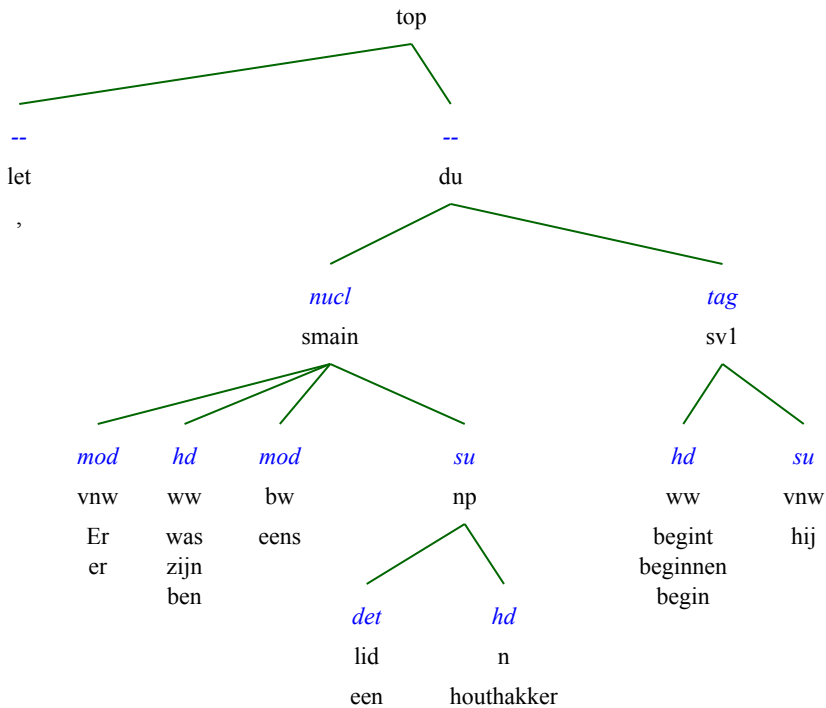 top
-- --
let du
,
nucl tag
smain sv1
mod hd mod su hd su
vnw ww bw np ww vnw
Er was eens begint hij
er zijn beginnen
ben begin
det hd
lid n
een houthakker